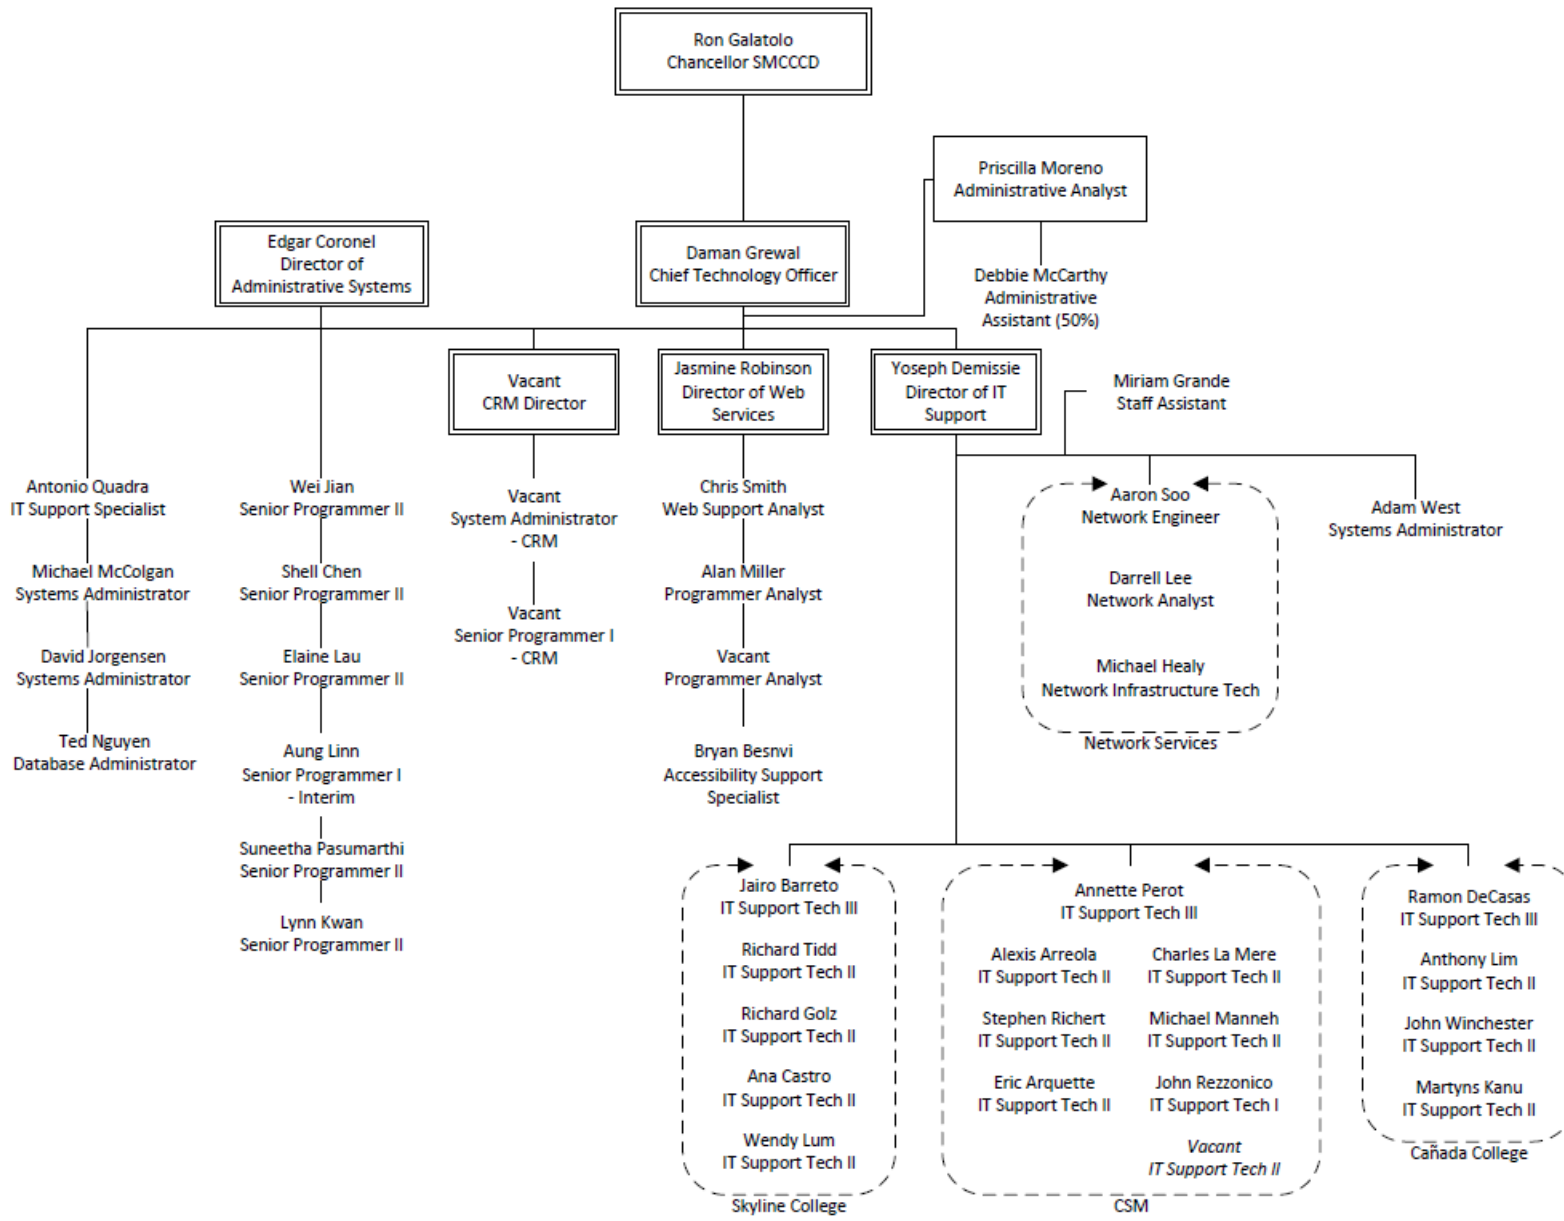 Ron Galatolo
Chancellor SMCCCD
Priscilla Moreno
Administrative Analyst
Debbie McCarthy
Administrative
Assistant (50%)
Edgar Coronel
Director of
Administrative Systems
Daman Grewal
Chief Technology Officer
Vacant
CRM Director
Jasmine Robinson
Director of Web
Services
Yoseph Demissie
Director of IT
Support
Miriam Grande
Staff Assistant
Antonio Quadra
IT Support Specialist
Michael McColgan
Systems Administrator
David Jorgensen
Systems Administrator
Ted Nguyen
Database Administrator
Wei Jian
Senior Programmer II
Shell Chen
Senior Programmer II
Elaine Lau
Senior Programmer II
Aung Linn
Senior Programmer I
- Interim
Suneetha Pasumarthi
Senior Programmer II
Lynn Kwan
Senior Programmer II
Vacant
System Administrator
- CRM
Vacant
Senior Programmer I
- CRM
Chris Smith
Web Support Analyst
Alan Miller
Programmer Analyst
Vacant
Programmer Analyst
Bryan Besnvi
Accessibility Support
Specialist
Aaron Soo
Network Engineer
Darrell Lee
Network Analyst
Michael Healy
Network Infrastructure Tech
Network Services
Adam West
Systems Administrator
Jairo Barreto
IT Support Tech III
Richard Tidd
IT Support Tech II
Richard Golz
IT Support Tech II
Ana Castro
IT Support Tech II
Wendy Lum
IT Support Tech II
Skyline College
Annette Perot
IT Support Tech III
Alexis Arreola
IT Support Tech II
Charles La Mere
IT Support Tech II
Stephen Richert
IT Support Tech II
Michael Manneh
IT Support Tech II
Eric Arquette
IT Support Tech II
John Rezzonico
IT Support Tech I
Vacant
IT Support Tech II
CSM
Ramon DeCasas
IT Support Tech III
Anthony Lim
IT Support Tech II
John Winchester
IT Support Tech II
Martyns Kanu
IT Support Tech II
Cañada College